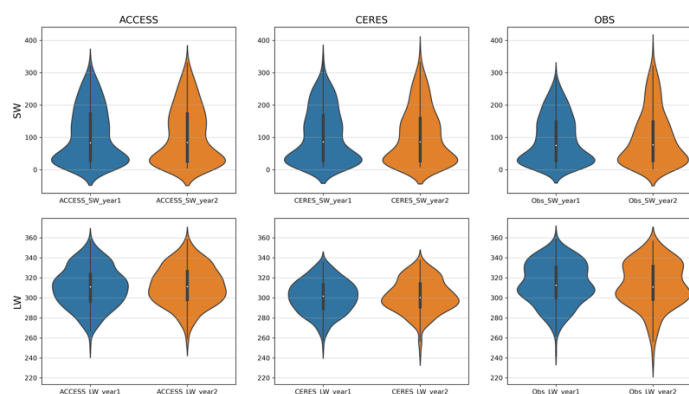 ACCESS
CERES
OBS
SW
400
300
200
100
0
ACCESS_SW_year1
ACCESS_SW_year2
400
300
200
100
0
CERES_SW_year1
CERES_SW_year2
400
300
200
100
0
Obs_SW_year1
Obs_SW_year2
LW
360
340
320
300
280
260
240
220
ACCESS_LW_year1
ACCESS_LW_year2
360
340
320
300
280
260
240
220
CERES_LW_year1
CERES_LW_year2
360
340
320
300
280
260
240
220
Obs_LW_year1
Obs_LW_year2